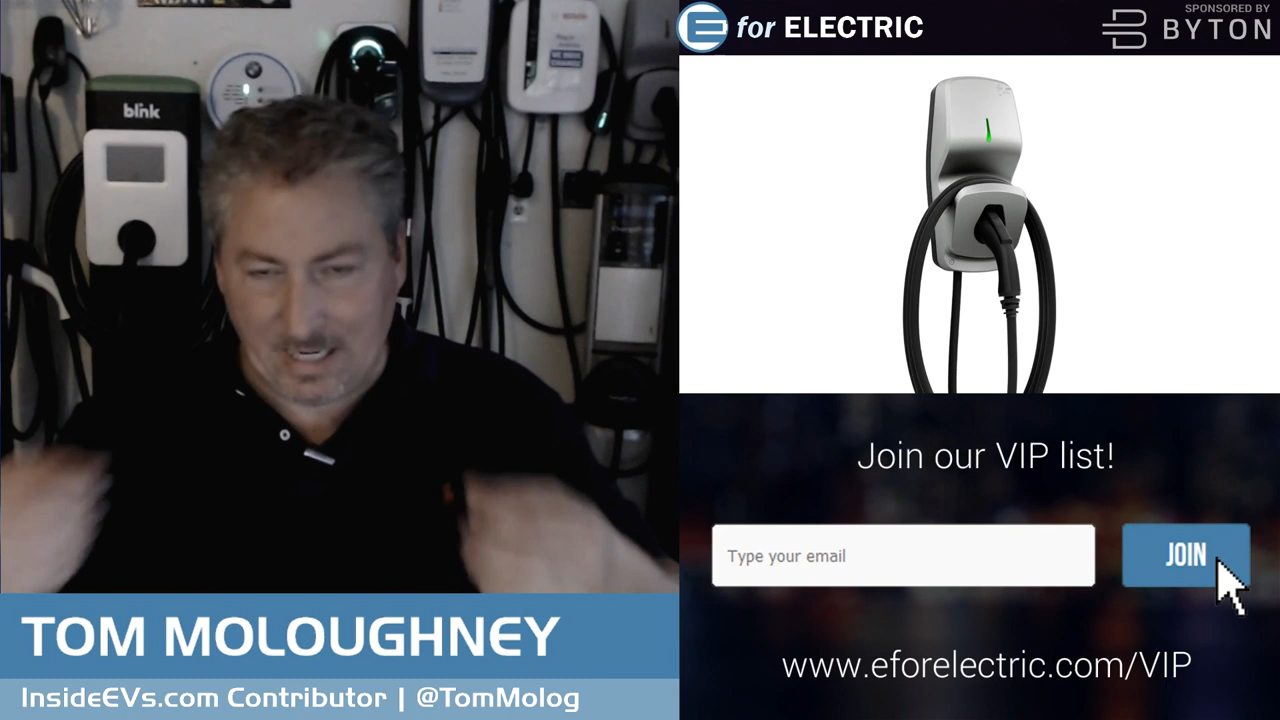 E for ELECTRIC
SPONSORED BY
BYTON
blink
Join our VIP list!
Type your email
JOIN
www.eforelectric.com/VIP
TOM MOLOUGHNEY
InsideEVs.com Contributor | @TomMolog